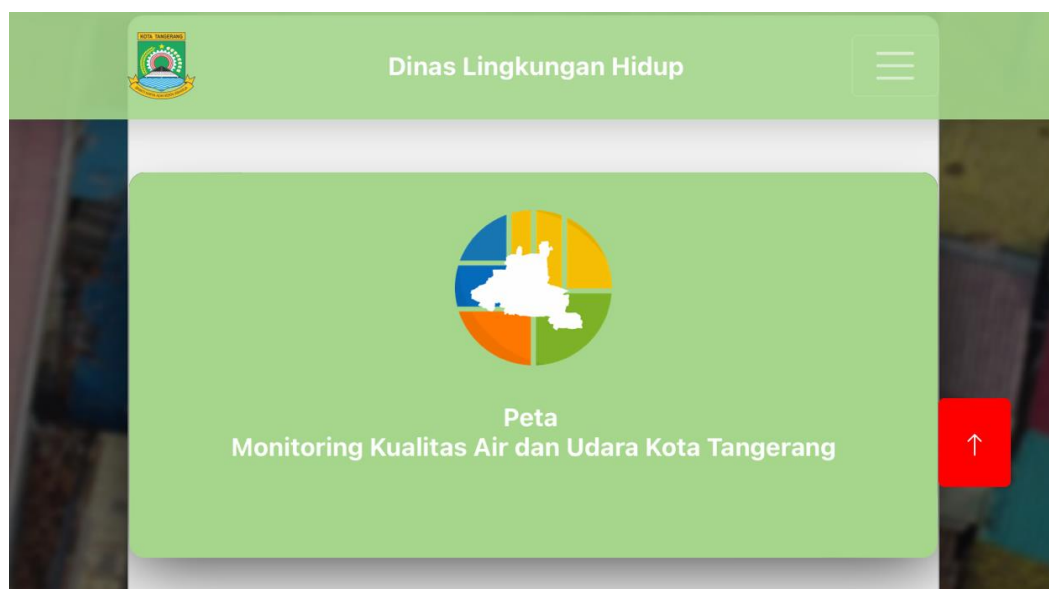 KOTA TANGERANG
Dinas Lingkungan Hidup
Peta
Monitoring Kualitas Air dan Udara Kota Tangerang